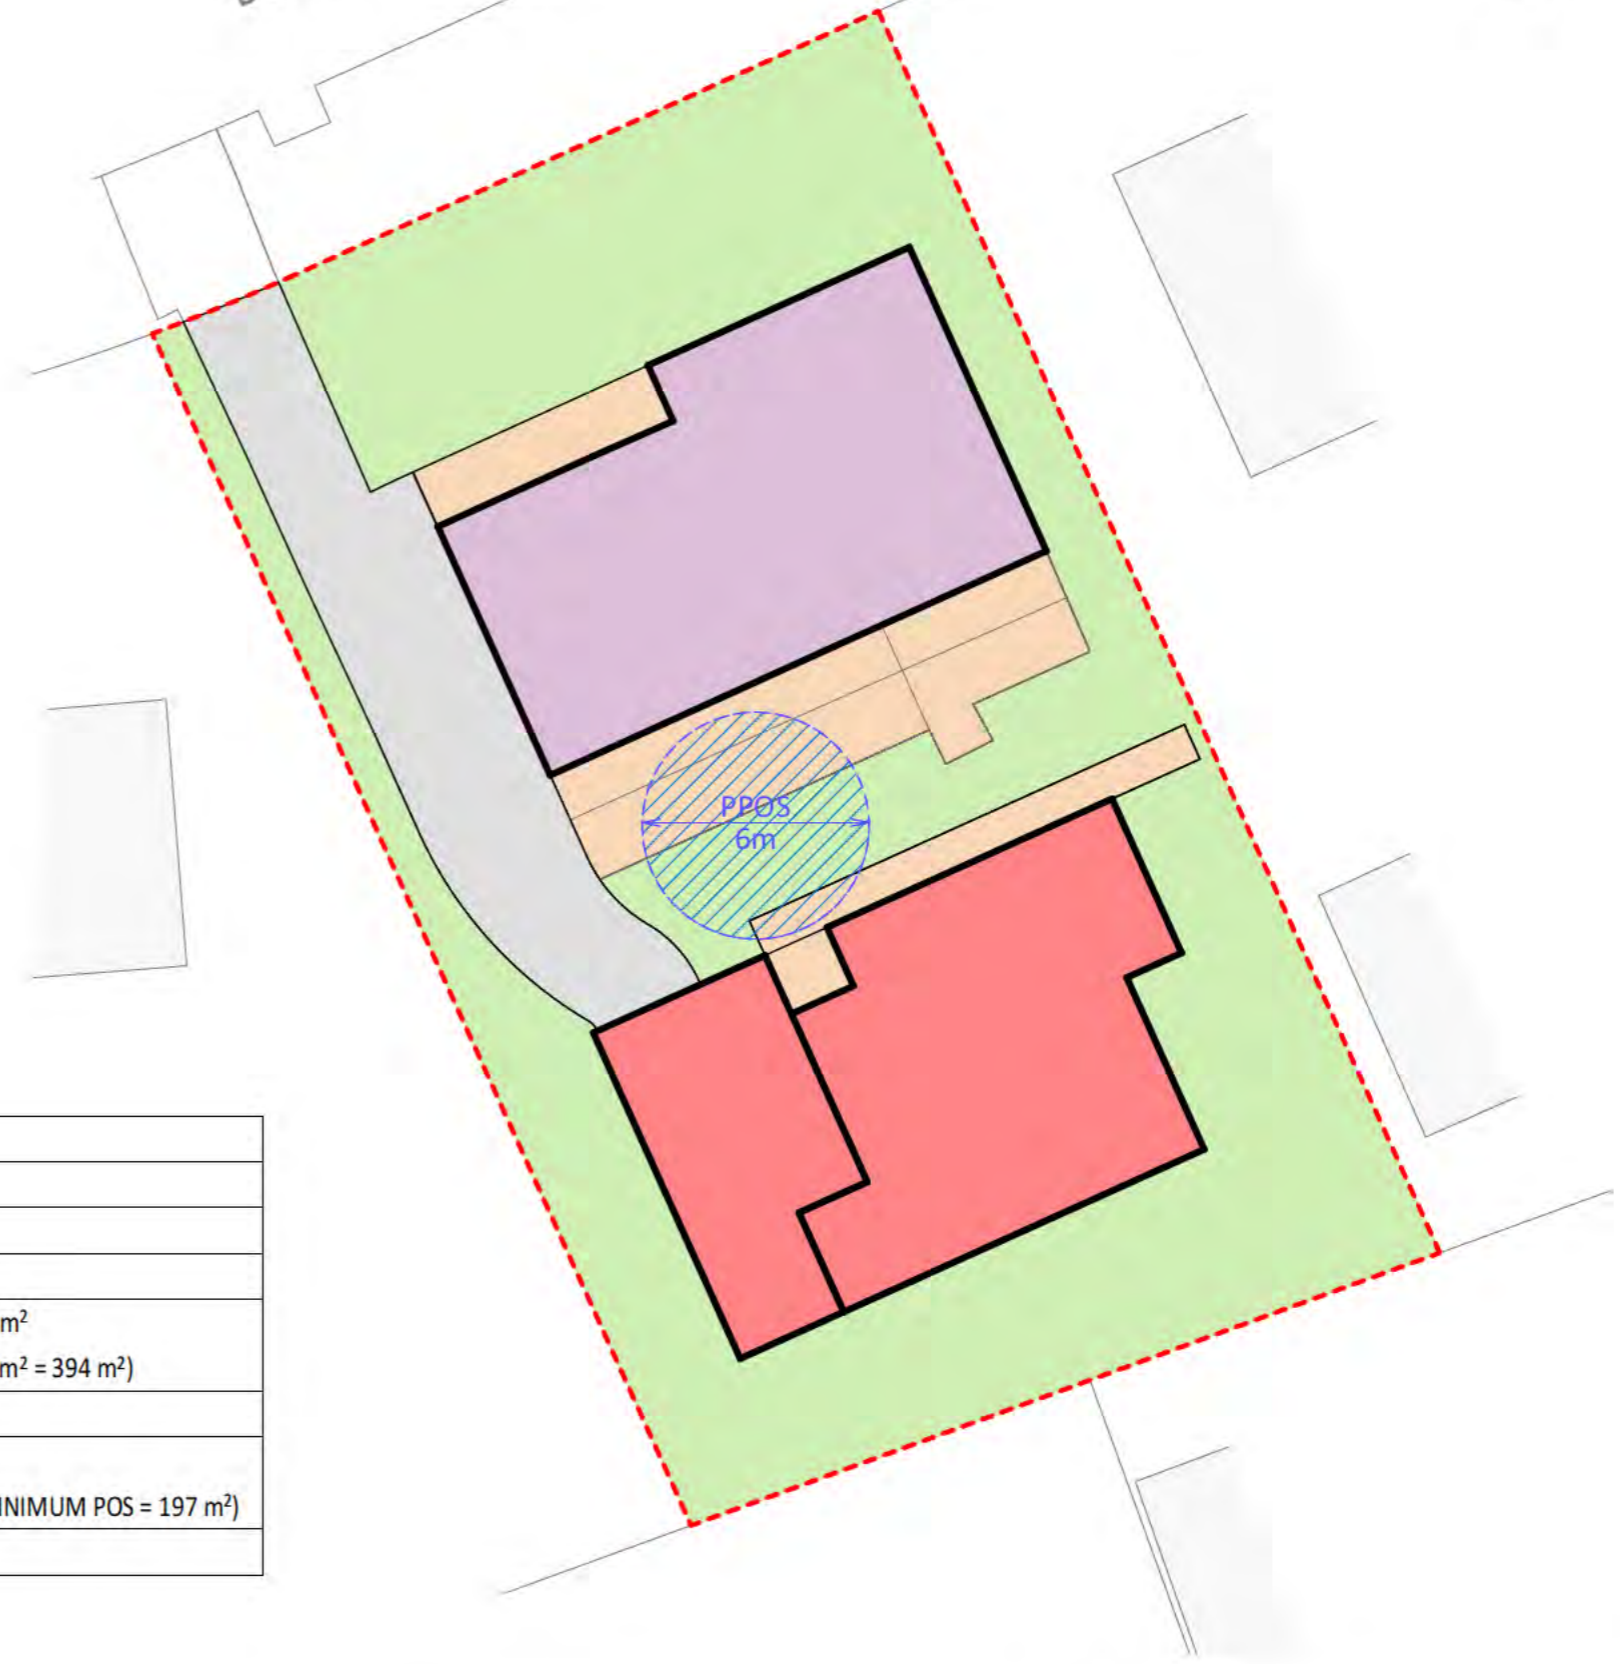 PPOS
6m
m²
m² = 394 m²)
INIMUM POS = 197 m²)